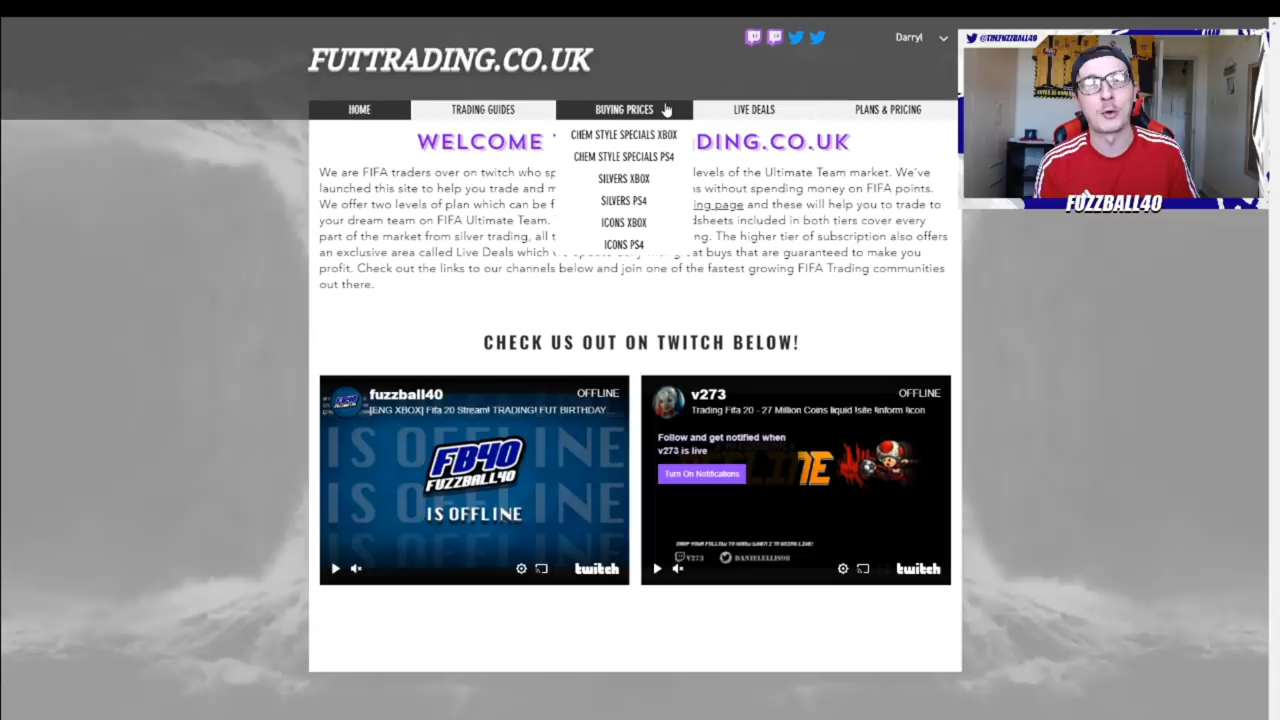 FUTTRADING.CO.UK
Darryl
@THEFUZZBALL40
FUZZBALL40
HOME
TRADING GUIDES
BUYING PRICES
LIVE DEALS
PLANS & PRICING
CHEM STYLE SPECIALS XBOX
CHEM STYLE SPECIALS PS4
SILVERS XBOX
SILVERS PS4
ICONS XBOX
ICONS PS4
WELCOME DING.CO.UK
We are FIFA traders over on twitch who sp levels of the Ultimate Team market. We've
launched this site to help you trade and m s without spending money on FIFA points.
We offer two levels of plan which can be f ing page and these will help you to trade to
your dream team on FIFA Ultimate Team. dsheets included in both tiers cover every
part of the market from silver trading, all t ng. The higher tier of subscription also offers
an exclusive area called Live Deals which buys that are guaranteed to make you
profit. Check out the links to our channels below and join one of the fastest growing FIFA Trading communities
out there.
CHECK US OUT ON TWITCH BELOW!
fuzzball40
OFFLINE
[ENG XBOX] Fifa 20 Stream! TRADING! FUT BIRTHDAY...
IS OFFLINE
FB40
FUZZBALL40
IS OFFLINE
IS OFFLINE
twitch
v273
OFFLINE
Trading Fifa 20 - 27 Million Coins liquid !site !inform !icon
Follow and get notified when
v273 is live
Turn On Notifications
V273
DANIELELLIS98
twitch